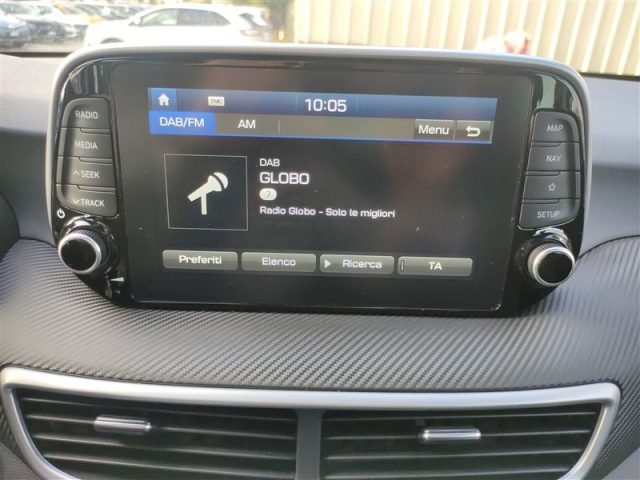 TMC
10:05
DAB/FM AM Menu
DAB
GLOBO
7
Radio Globo - Solo le migliori
Preferiti Elenco Ricerca TA
RADIO
MEDIA
SEEK
TRACK
MAP
NAV
SETUP